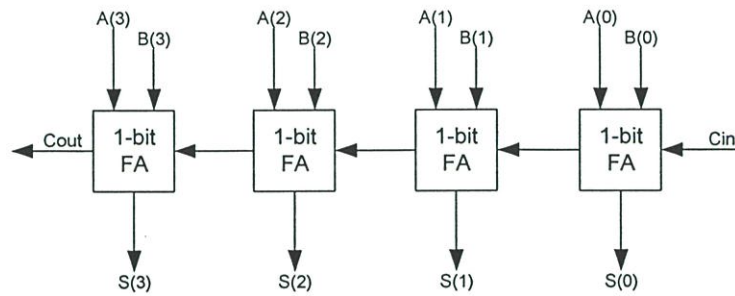 A(3) A(2) A(1) A(0)
B(3) B(2) B(1) B(0)
Cout 1-bit FA 1-bit FA 1-bit FA 1-bit FA Cin
S(3) S(2) S(1) S(0)